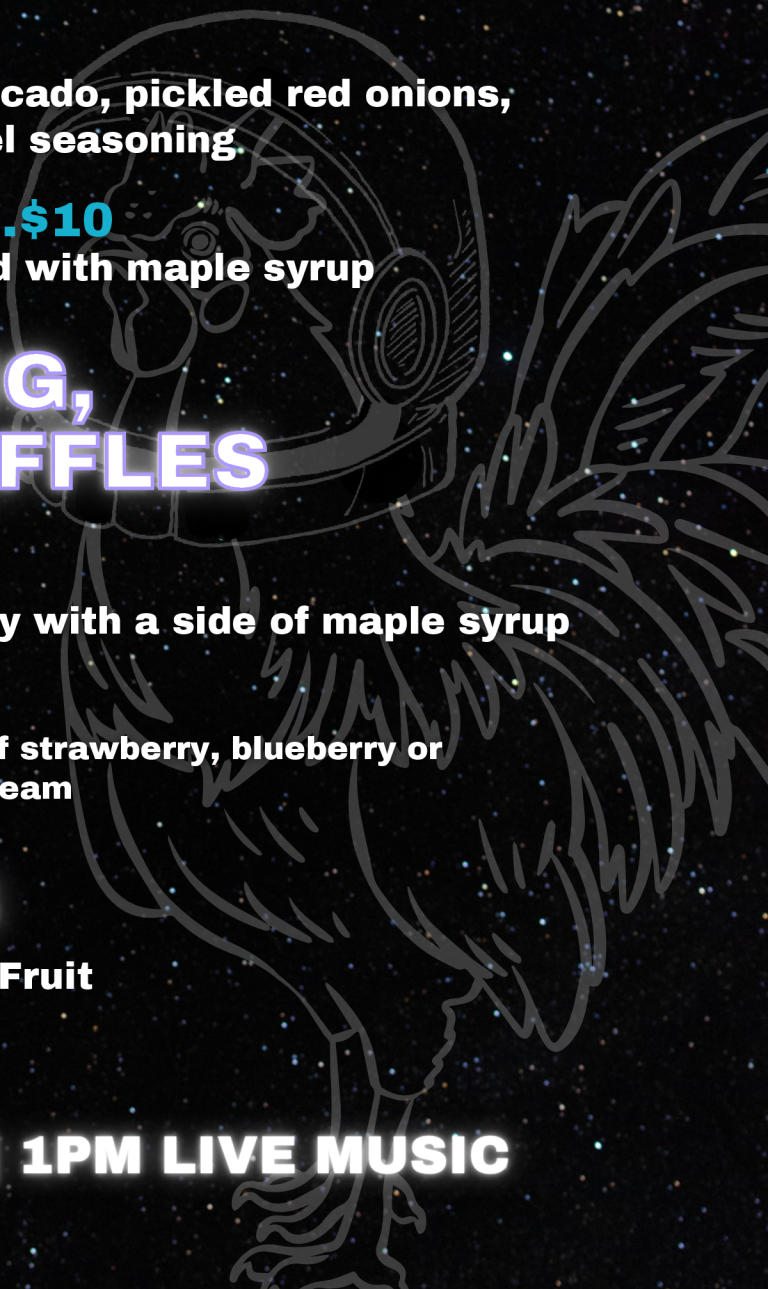 cado, pickled red onions,
el seasoning
.$10
d with maple syrup
G,
FFLES
y with a side of maple syrup
f strawberry, blueberry or
eam
Fruit
1PM LIVE MUSIC